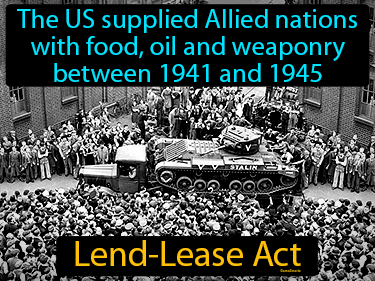 The US supplied Allied nations
with food, oil and weaponry
between 1941 and 1945
STALIN
Lend-Lease Act